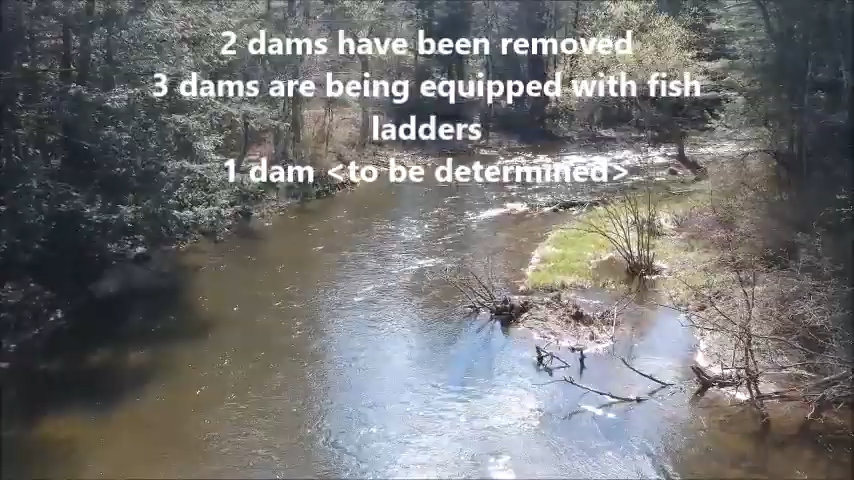 2 dams have been removed
3 dams are being equipped with fish
ladders
1 dam <to be determined>